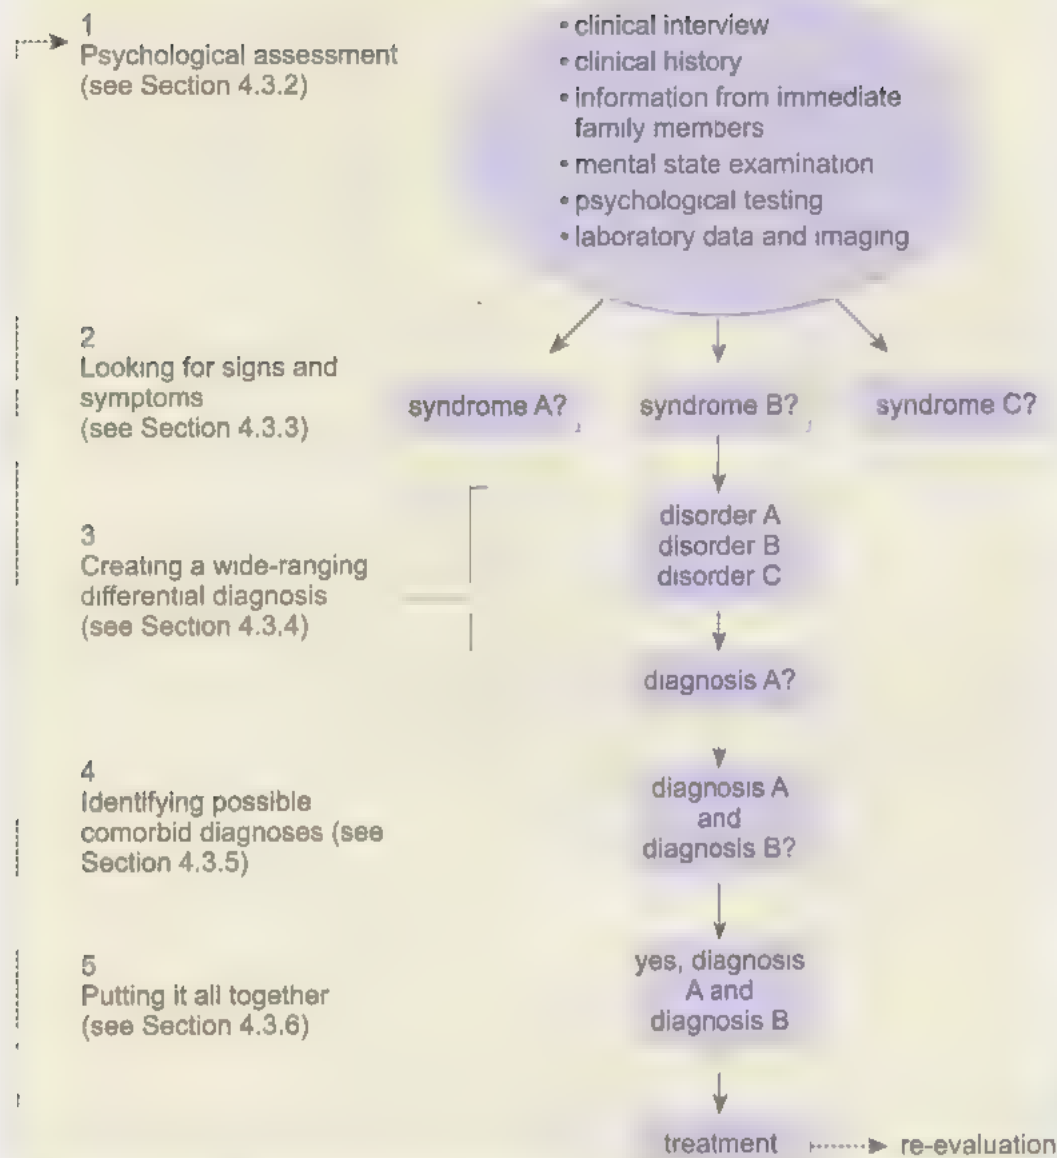 1
Psychological assessment
(see Section 4.3.2)
• clinical interview
• clinical history
• information from immediate
family members
• mental state examination
• psychological testing
• laboratory data and imaging
2
Looking for signs and
symptoms
(see Section 4.3.3)
syndrome A?
syndrome B?
syndrome C?
3
Creating a wide-ranging
differential diagnosis
(see Section 4.3.4)
disorder A
disorder B
disorder C
diagnosis A?
4
Identifying possible
comorbid diagnoses (see
Section 4.3.5)
diagnosis A
and
diagnosis B?
5
Putting it all together
(see Section 4.3.6)
yes, diagnosis
A and
diagnosis B
treatment
re-evaluation